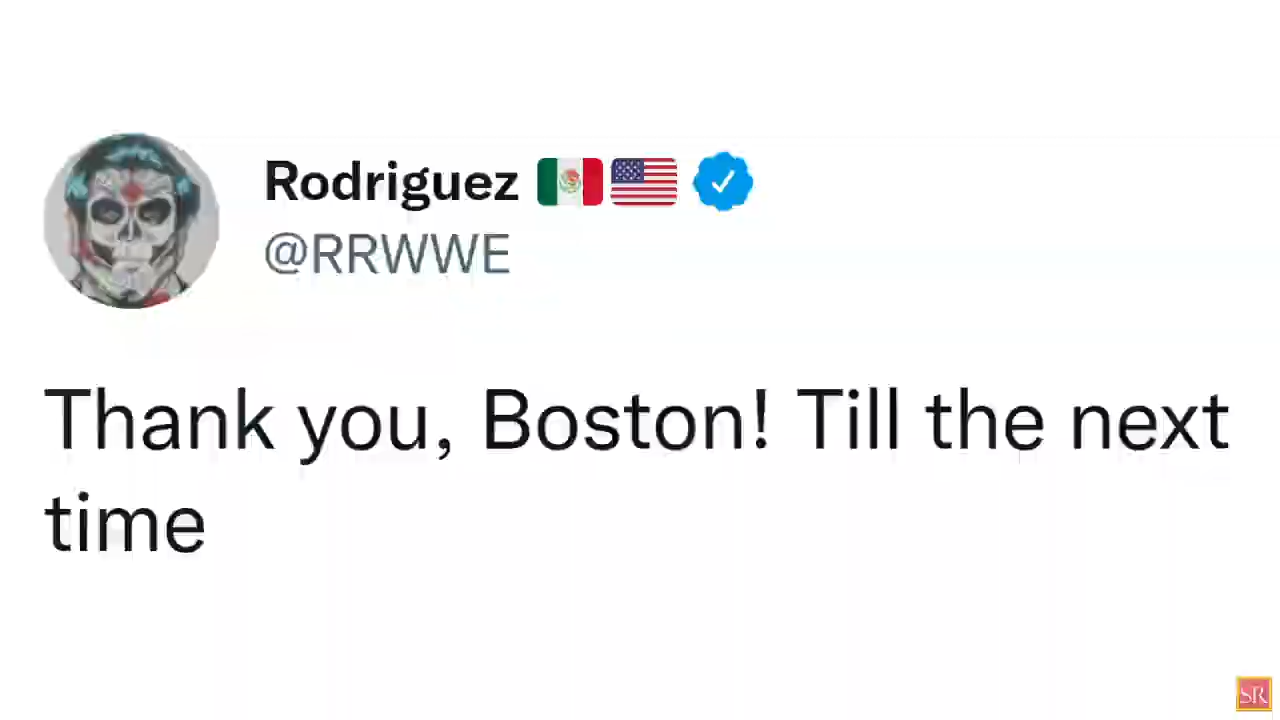 Rodriguez 🇲🇽🇺🇸
@RRWWE
Thank you, Boston! Till the next
time
SR